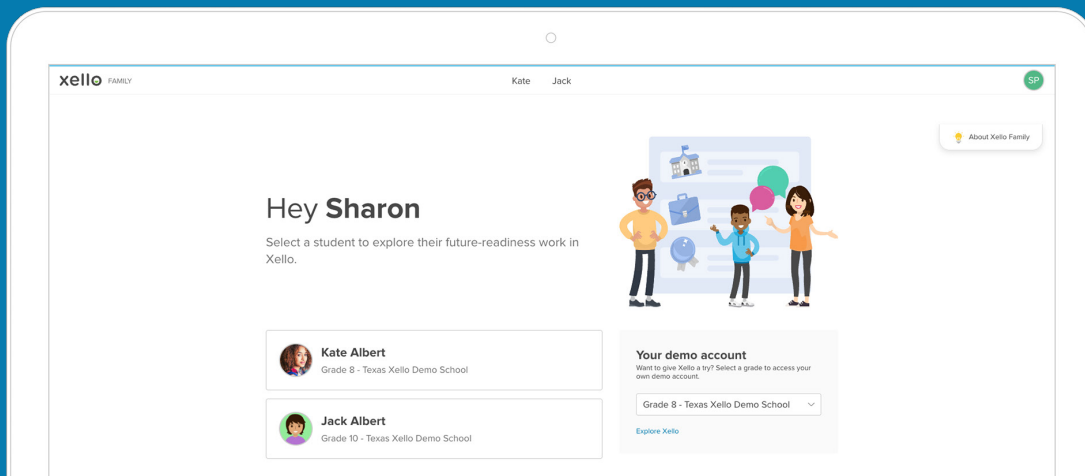 xello FAMILY
Kate Jack
SP
About Xello Family
Hey Sharon
Select a student to explore their future-readiness work in
Xello.
Kate Albert
Grade 8 - Texas Xello Demo School
Jack Albert
Grade 10 - Texas Xello Demo School
Your demo account
Want to give Xello a try? Select a grade to access your
own demo account.
Grade 8 - Texas Xello Demo School
Explore Xello